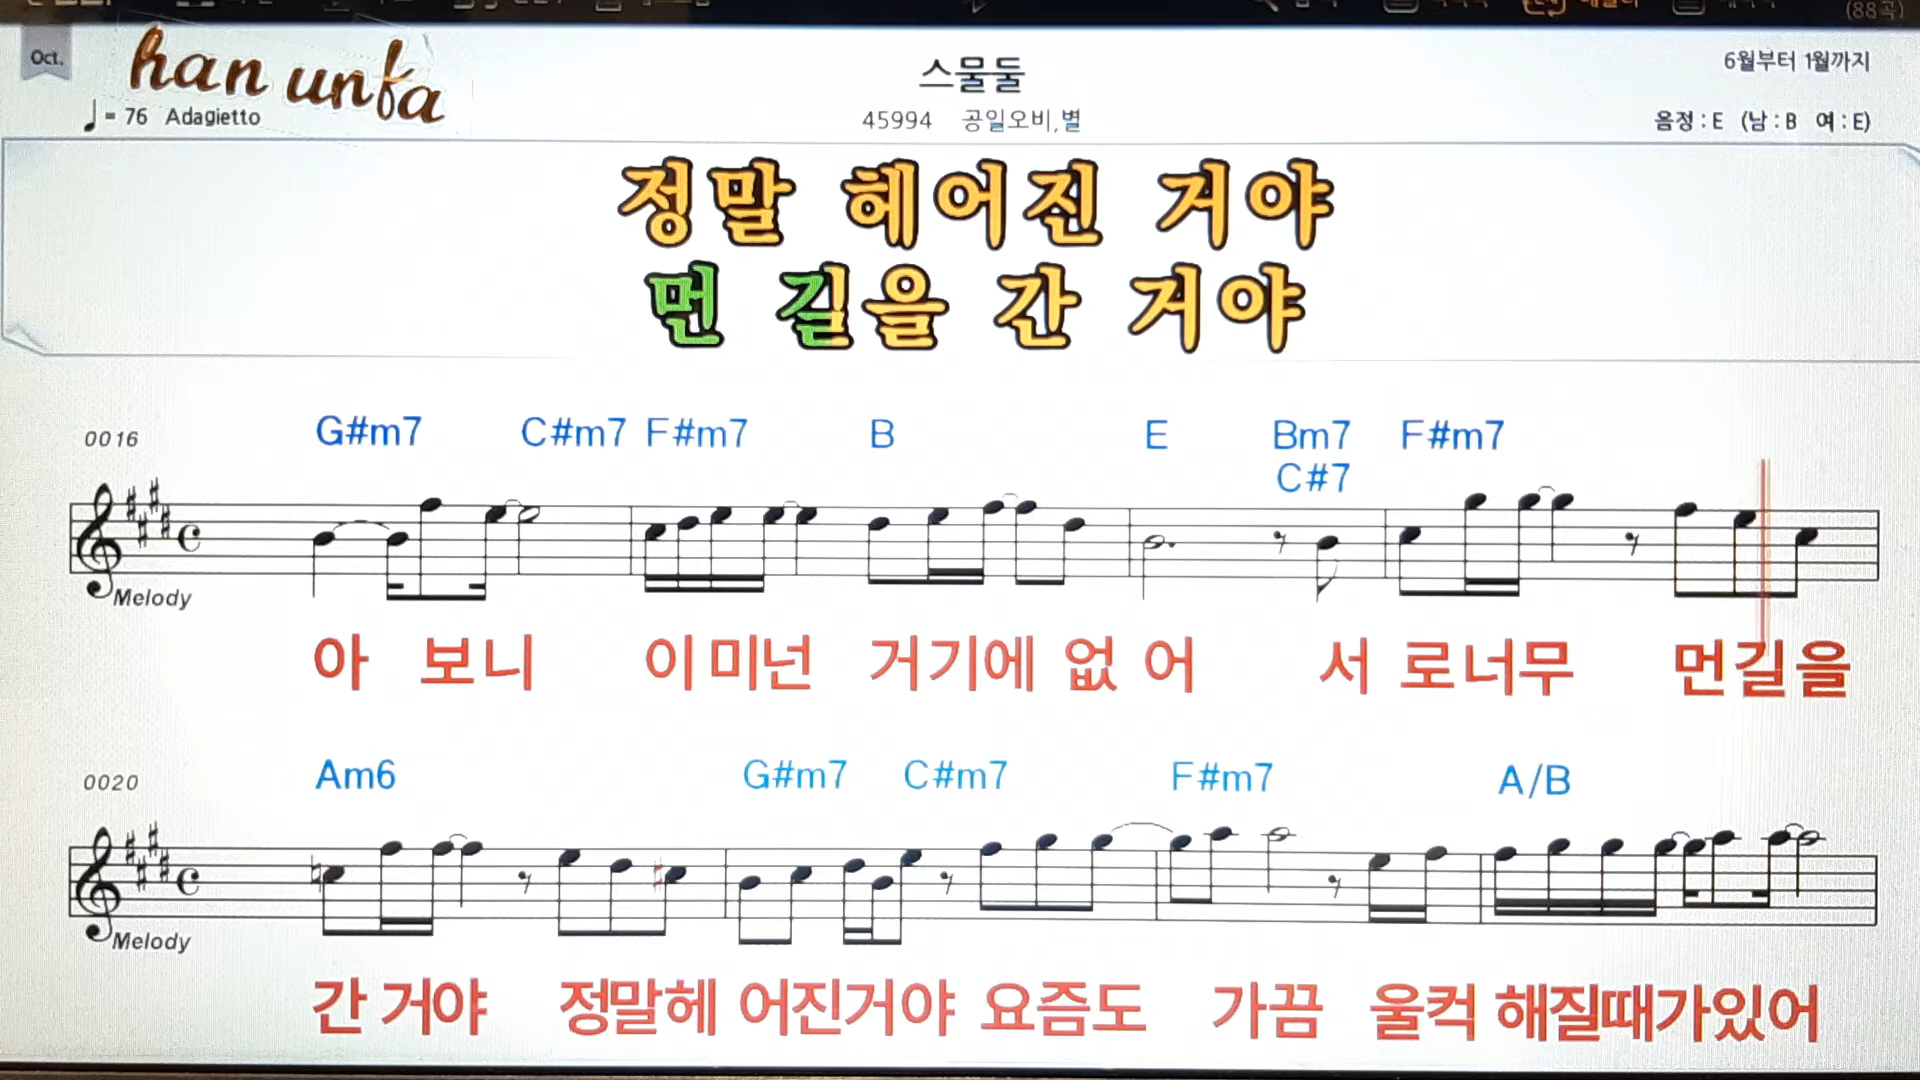 (88곡)
Oct.
han unfa
스물둘
6월부터 1월까지
♩= 76 Adagietto
45994 공일오비,별
음정 : E (남 : B 여 : E)
정말 헤어진 거야
먼 길을 간 거야
0016 G#m7 C#m7 F#m7 B E Bm7 F#m7
C#7
Melody
아 보니 이미넌 거기에 없 어 서 로너무 먼길을
0020 Am6 G#m7 C#m7 F#m7 A/B
Melody
간 거야 정말헤 어진거야 요즘도 가끔 울컥 해질때가있어